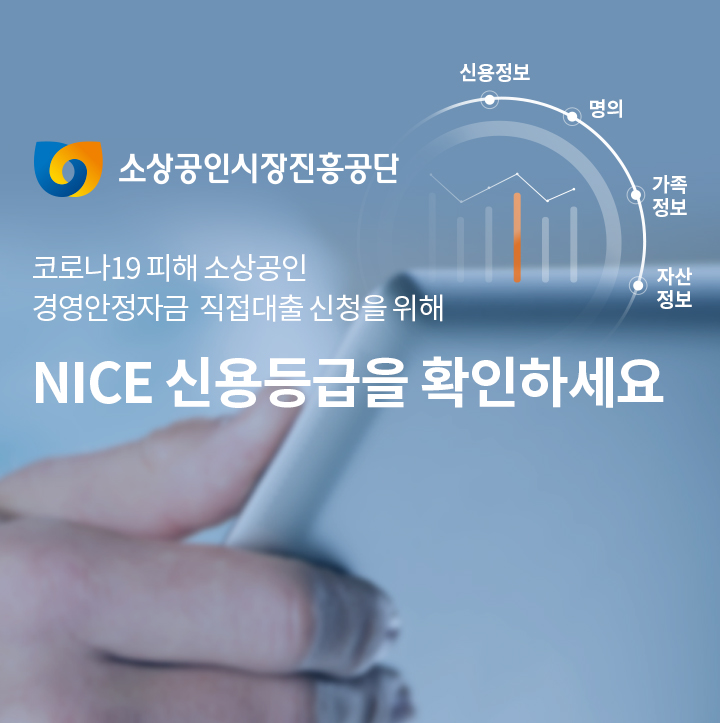 신용정보
명의
가족
정보
자산
정보
소상공인시장진흥공단
코로나19 피해 소상공인
경영안정자금 직접대출 신청을 위해
NICE 신용등급을 확인하세요